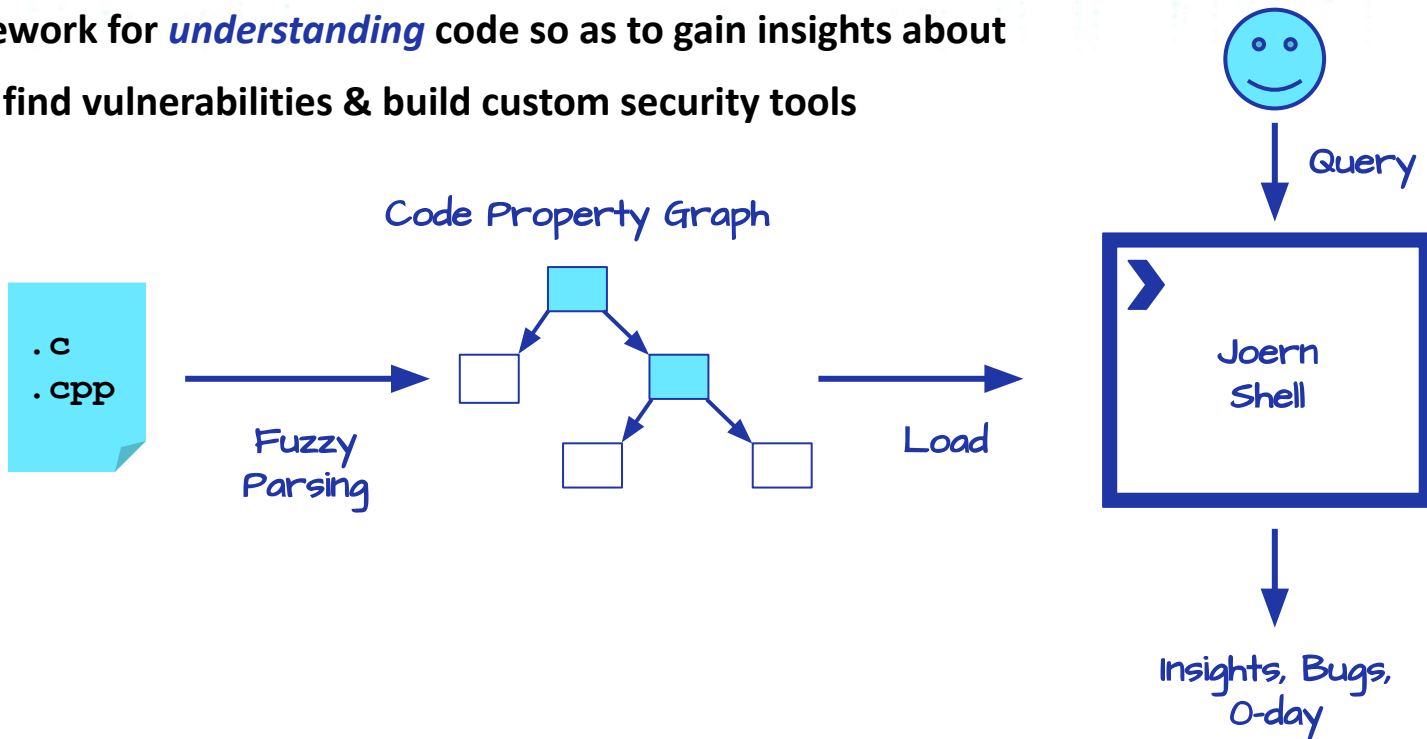 ework for understanding code so as to gain insights about
find vulnerabilities & build custom security tools
Query
Code Property Graph
.c
.cpp
Joern
Shell
Fuzzy
Parsing
Load
Insights, Bugs,
0-day